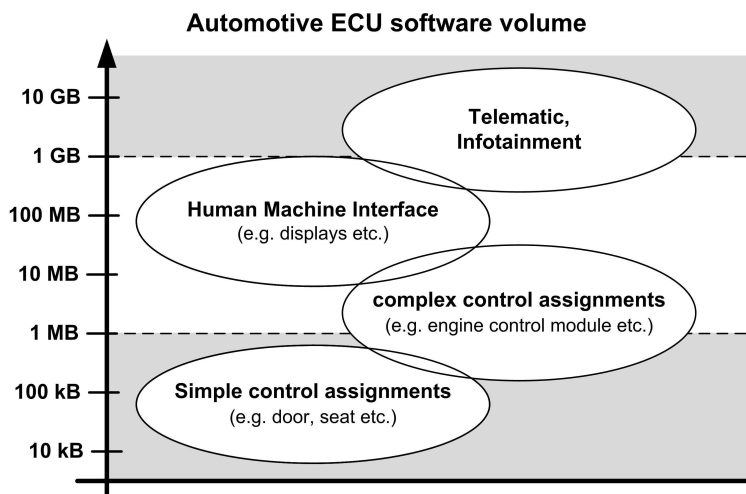 Automotive ECU software volume
10 GB
Telematic,
Infotainment
1 GB
100 MB
Human Machine Interface
(e.g. displays etc.)
10 MB
complex control assignments
(e.g. engine control module etc.)
1 MB
100 kB
Simple control assignments
(e.g. door, seat etc.)
10 kB